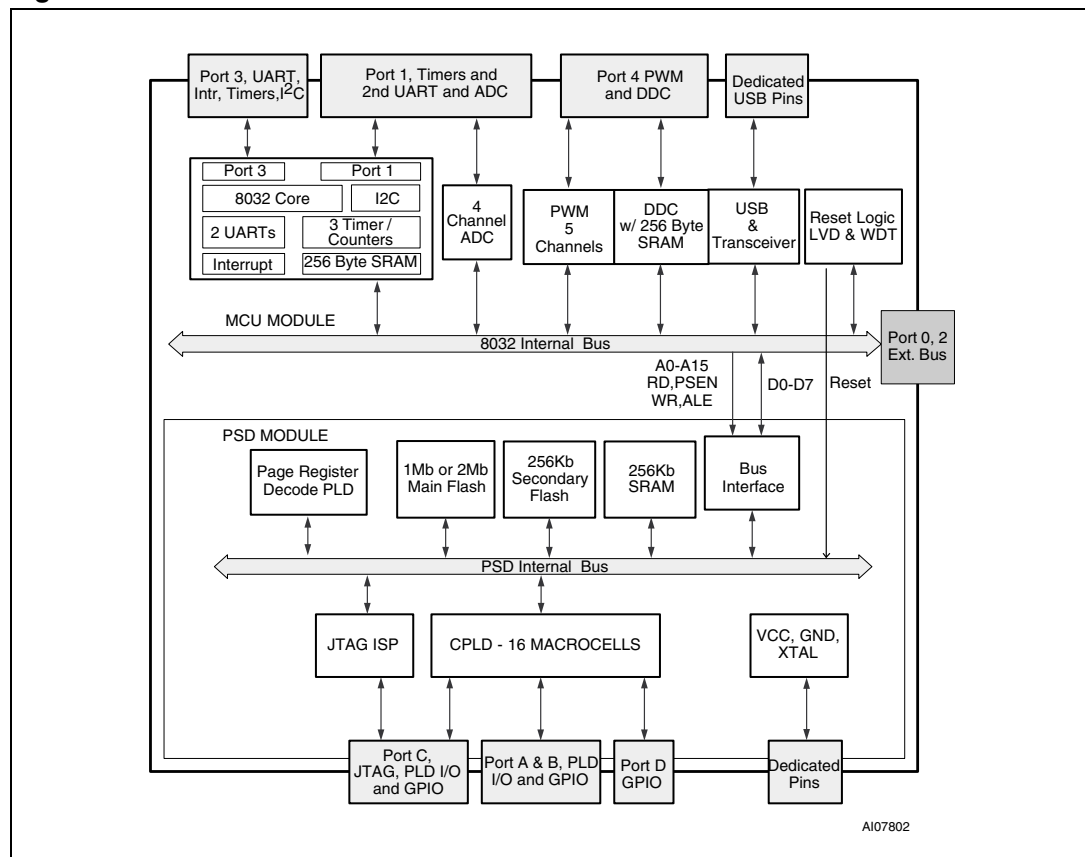 Port 3, UART,
Intr, Timers,I2C
Port 1, Timers and
2nd UART and ADC
Port 4 PWM
and DDC
Dedicated
USB Pins
Port 3
Port 1
8032 Core
I2C
2 UARTs
3 Timer /
Counters
Interrupt
256 Byte SRAM
4
Channel
ADC
PWM
5
Channels
DDC
w/ 256 Byte
SRAM
USB
&
Transceiver
Reset Logic
LVD & WDT
MCU MODULE
8032 Internal Bus
Port 0, 2
Ext. Bus
A0-A15
RD,PSEN
WR,ALE
D0-D7
Reset
PSD MODULE
Page Register
Decode PLD
1Mb or 2Mb
Main Flash
256Kb
Secondary
Flash
256Kb
SRAM
Bus
Interface
PSD Internal Bus
JTAG ISP
CPLD - 16 MACROCELLS
VCC, GND,
XTAL
Port C,
JTAG, PLD I/O
and GPIO
Port A & B, PLD
I/O and GPIO
Port D
GPIO
Dedicated
Pins
AI07802